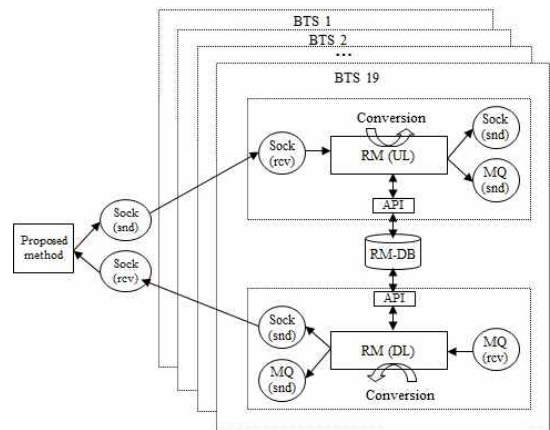 BTS 1
BTS 2
...
BTS 19
Conversion
Sock
(snd)
Sock
(rcv)
RM (UL)
MQ
(snd)
API
Sock
(snd)
Proposed
method
RM-DB
Sock
(rcv)
API
Sock
(snd)
RM (DL)
MQ
(rcv)
MQ
(snd)
Conversion